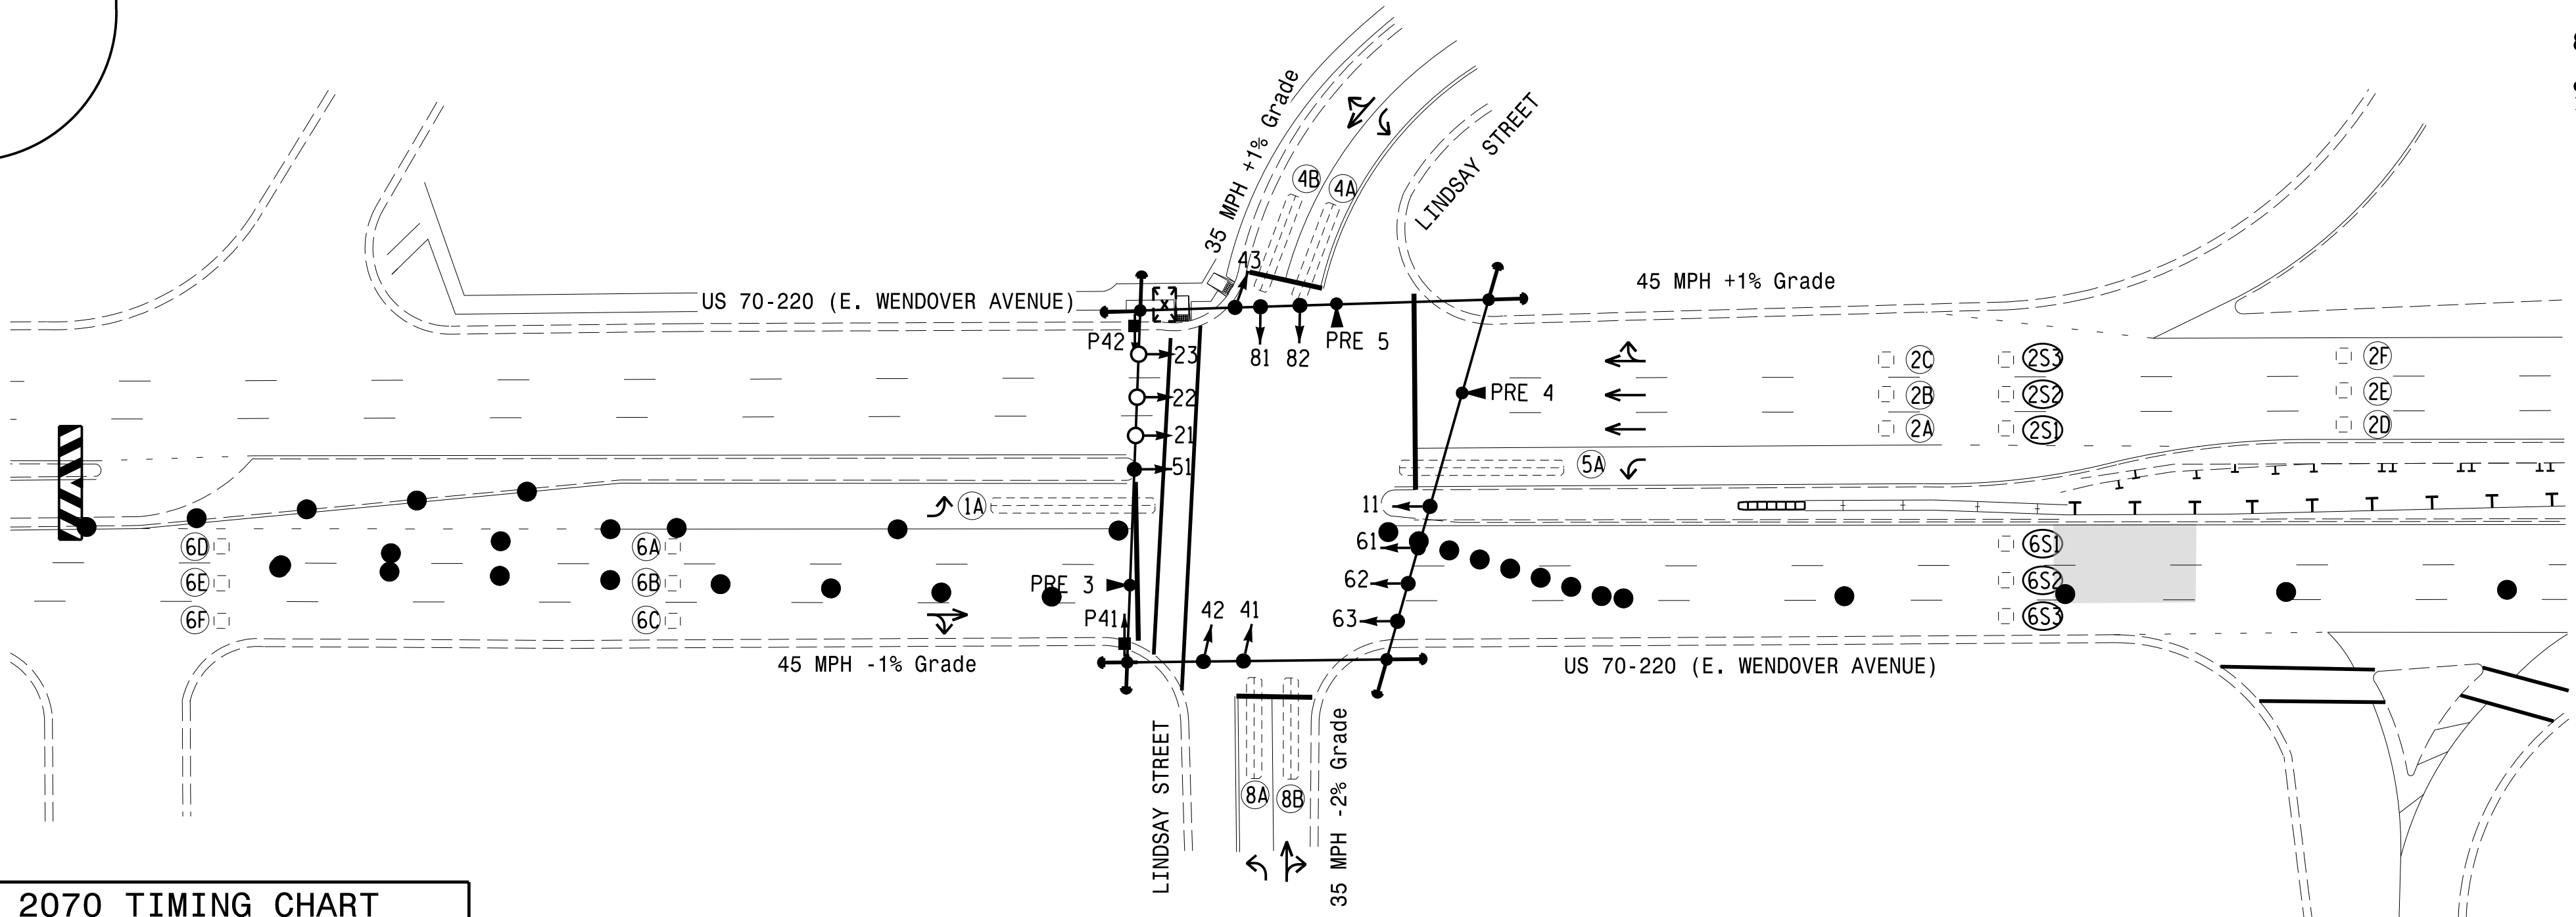 35 MPH +1% Grade
LINDSAY STREET
4B
4A
43
US 70-220 (E. WENDOVER AVENUE)
X
45 MPH +1% Grade
P42
23
81
82
PRE 5
22
PRE 4
21
51
2C
2S3
2F
2B
2S2
2E
2A
2S1
2D
5A
1A
11
6D
6A
61
6S1
6E
6B
PRE 3
62
6S2
6F
6C
P41
42
41
63
6S3
45 MPH -1% Grade
US 70-220 (E. WENDOVER AVENUE)
LINDSAY STREET
8A
8B
35 MPH -2% Grade
2070 TIMING CHART